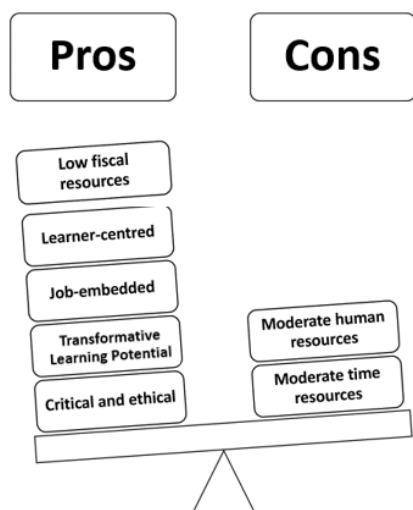 Pros
Cons
Low fiscal
resources
Learner-centred
Job-embedded
Transformative
Learning Potential
Critical and ethical
Moderate human
resources
Moderate time
resources